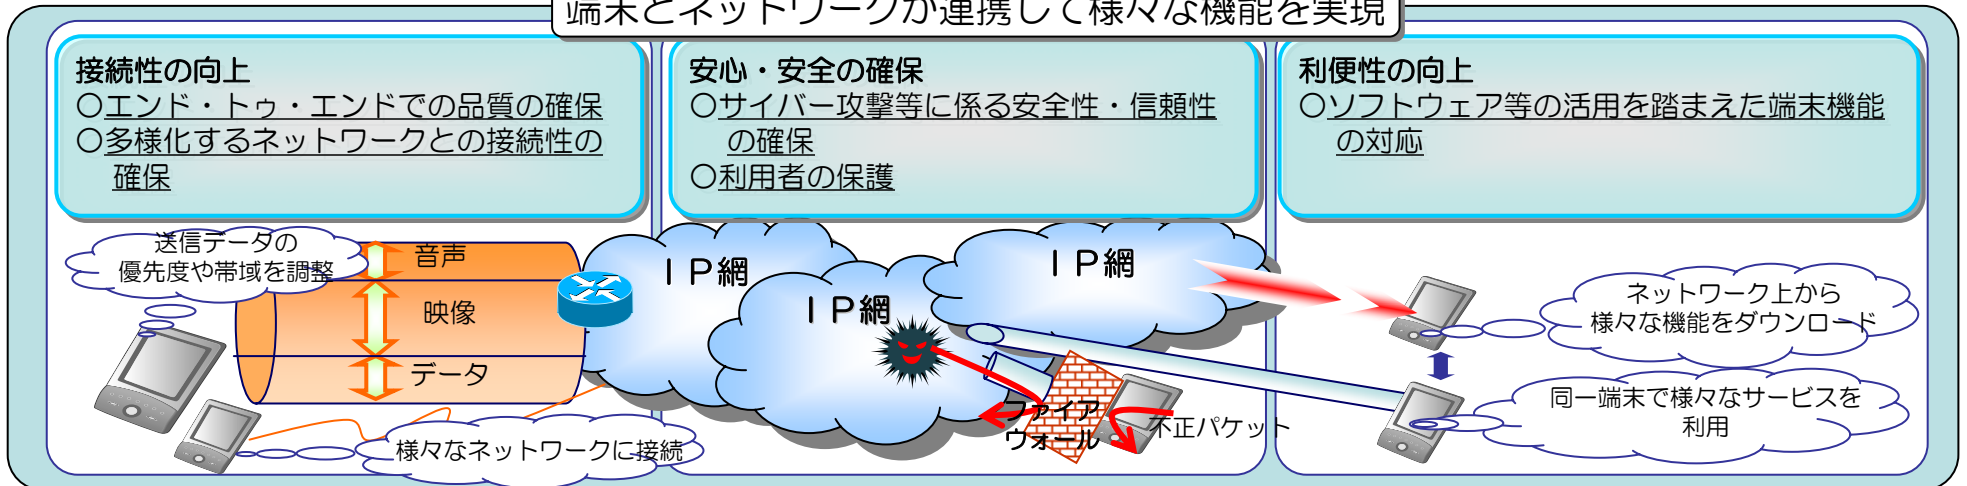 端末とネットワークが連携して様々な機能を実現
接続性の向上
○エンド・トゥ・エンドでの品質の確保
○多様化するネットワークとの接続性の
確保
安心・安全の確保
○サイバー攻撃等に係る安全性・信頼性
の確保
○利用者の保護
利便性の向上
○ソフトウェア等の活用を踏まえた端末機能
の対応
送信データの
優先度や帯域を調整
音声
映像
データ
様々なネットワークに接続
ＩＰ網
ＩＰ網
ＩＰ網
ファイア
ウォール
不正パケット
ネットワーク上から
様々な機能をダウンロード
同一端末で様々なサービスを
利用